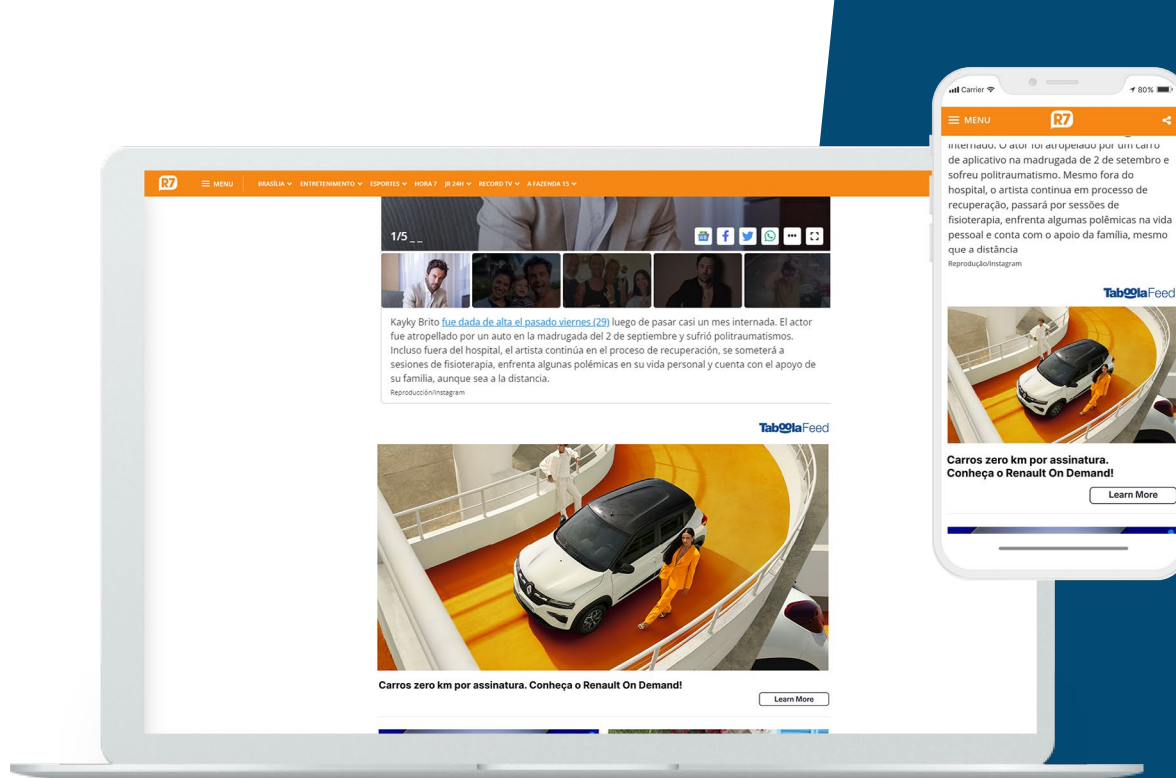 R7
MENU
BRASÍLIA ENTRETENIMENTO ESPORTES HORA 7 JR 24H RECORD TV A FAZENDA 15
1/5 _ _
Kayky Brito fue dada de alta el pasado viernes (29) luego de pasar casi un mes internada. El actor
fue atropellado por un auto en la madrugada del 2 de septiembre y sufrió politraumatismos.
Incluso fuera del hospital, el artista continúa en el proceso de recuperación, se someterá a
sesiones de fisioterapia, enfrenta algunas polémicas en su vida personal y cuenta con el apoyo de
su familia, aunque sea a la distancia.
Reproducción/Instagram
Taboola Feed
Carros zero km por assinatura. Conheça o Renault On Demand!
Learn More
Carrier
80%
MENU
R7
internado. O ator foi atropelado por um carro
de aplicativo na madrugada de 2 de setembro e
sofreu politraumatismo. Mesmo fora do
hospital, o artista continua em processo de
recuperação, passará por sessões de
fisioterapia, enfrenta algumas polêmicas na vida
pessoal e conta com o apoio da família, mesmo
que a distância
Reprodução/Instagram
Taboola Feed
Carros zero km por assinatura.
Conheça o Renault On Demand!
Learn More